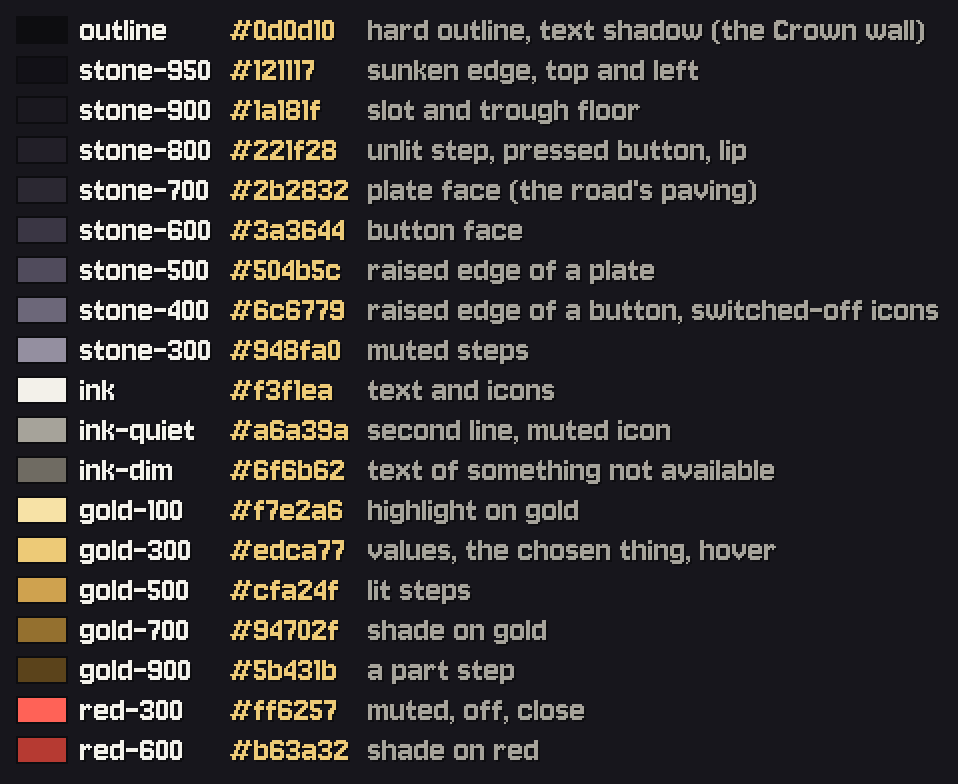 outline #0d0d10 hard outline, text shadow (the Crown wall)
stone-950 #121117 sunken edge, top and left
stone-900 #1a181f slot and trough floor
stone-800 #221f28 unlit step, pressed button, lip
stone-700 #2b2832 plate face (the road's paving)
stone-600 #3a3644 button face
stone-500 #504b5c raised edge of a plate
stone-400 #6c6779 raised edge of a button, switched-off icons
stone-300 #948fa0 muted steps
ink #f3f1ea text and icons
ink-quiet #a6a39a second line, muted icon
ink-dim #6f6b62 text of something not available
gold-100 #f7e2a6 highlight on gold
gold-300 #edca77 values, the chosen thing, hover
gold-500 #cfa24f lit steps
gold-700 #94702f shade on gold
gold-900 #5b431b a part step
red-300 #ff6257 muted, off, close
red-600 #b63a32 shade on red